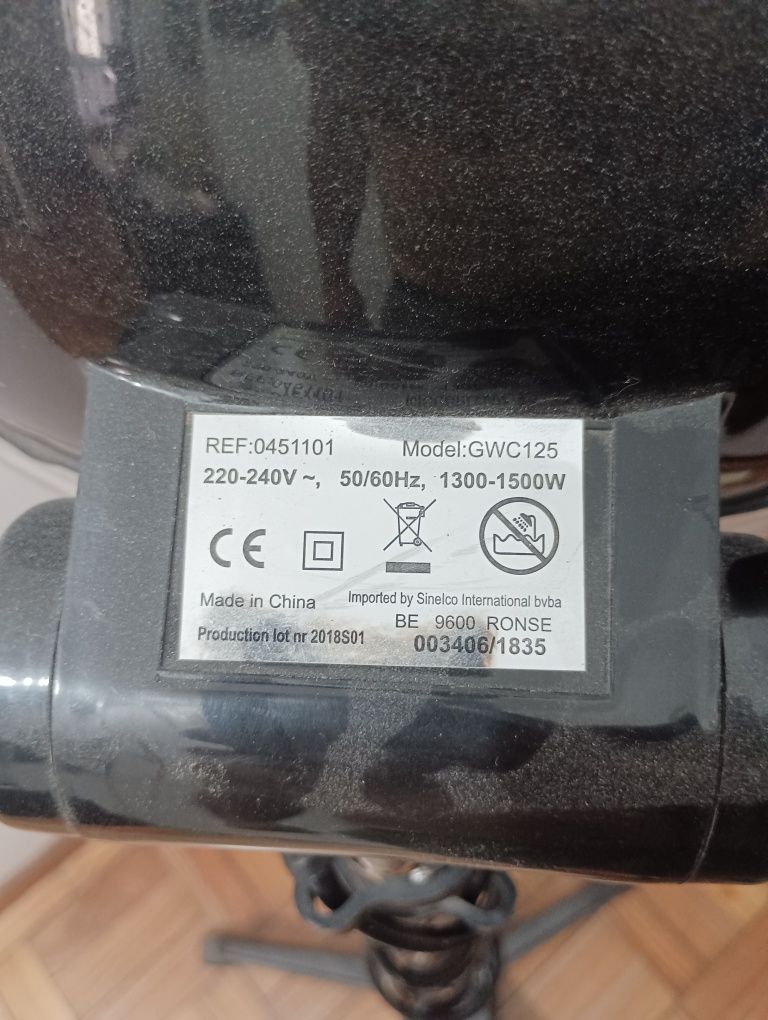 REF:0451101 Model:GWC125
220-240V ~, 50/60Hz, 1300-1500W
CE
Made in China Imported by Sinelco International bvba
BE 9600 RONSE
Production lot nr 2018S01 003406/1835